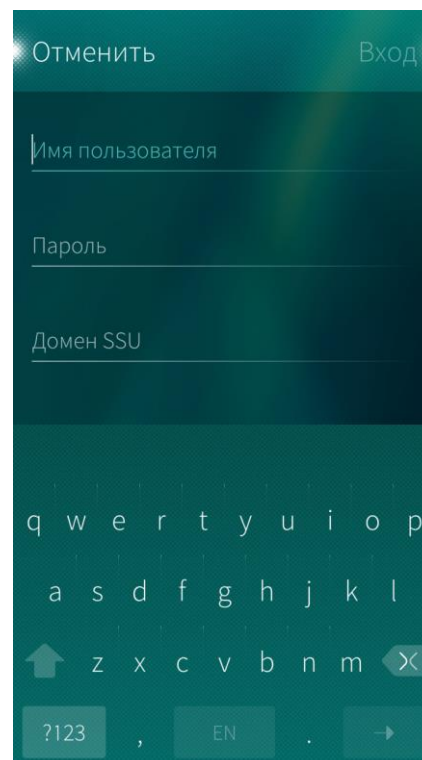 Отменить Вход
Имя пользователя
Пароль
Домен SSU
q w e r t y u i o p
a s d f g h j k l
z x c v b n m
?123 , EN .